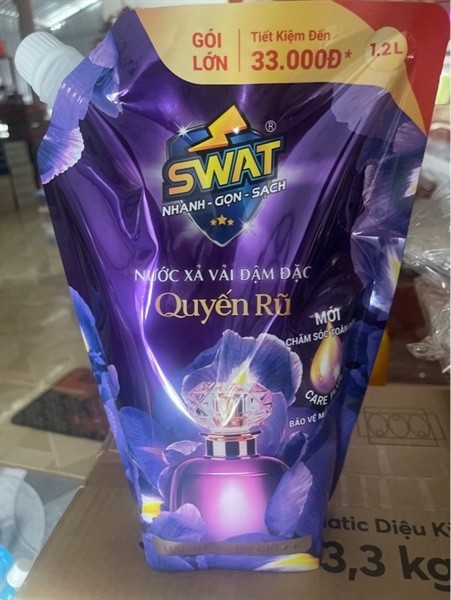 GÓI LỚN
Tiết Kiệm Đến
33.000Đ*
1.2L
SWAT
®
NHANH - GỌN - SẠCH
NƯỚC XẢ VẢI ĐẬM ĐẶC
Quyến Rũ
MỚI
CHĂM SÓC
CARE
BẢO VỆ
Diệu
3,3 kg